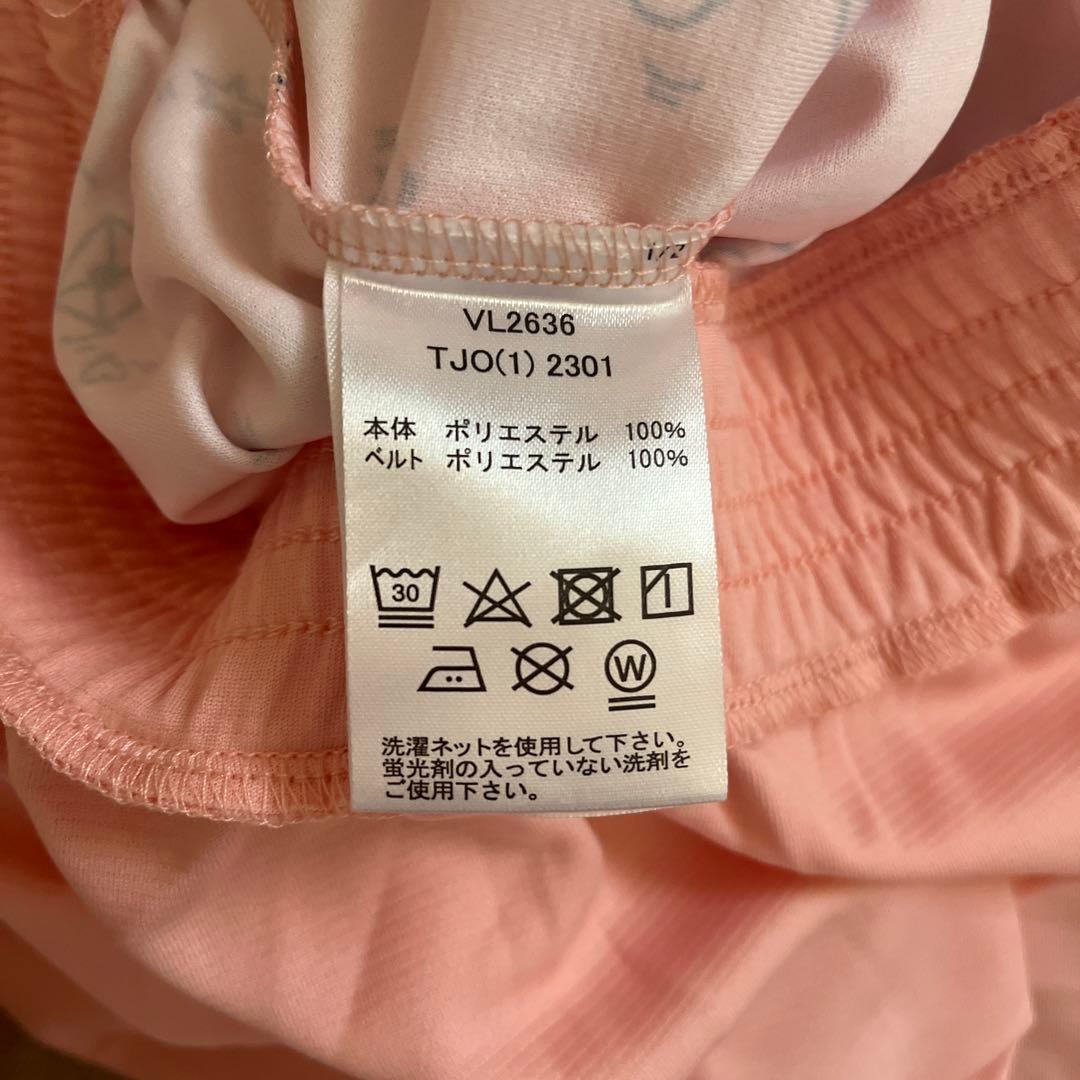 1/2
VL2636
TJO(1) 2301
本体 ポリエステル 100%
ベルト ポリエステル 100%
30
1
W
洗濯ネットを使用して下さい。
蛍光剤の入っていない洗剤を
ご使用下さい。